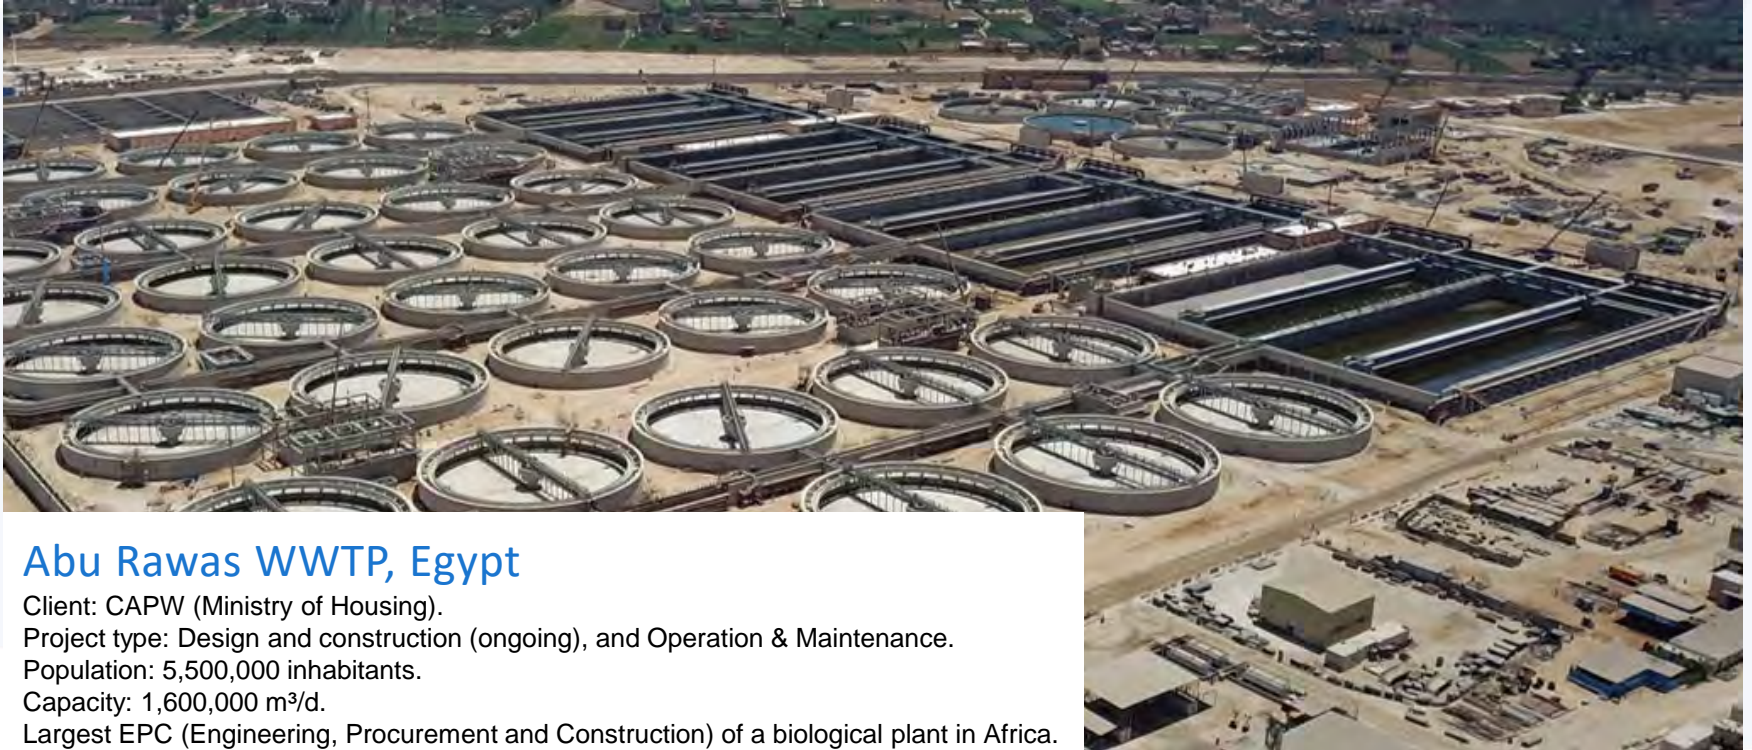 Abu Rawas WWTP, Egypt
Client: CAPW (Ministry of Housing).
Project type: Design and construction (ongoing), and Operation & Maintenance.
Population: 5,500,000 inhabitants.
Capacity: 1,600,000 m³/d.
Largest EPC (Engineering, Procurement and Construction) of a biological plant in Africa.